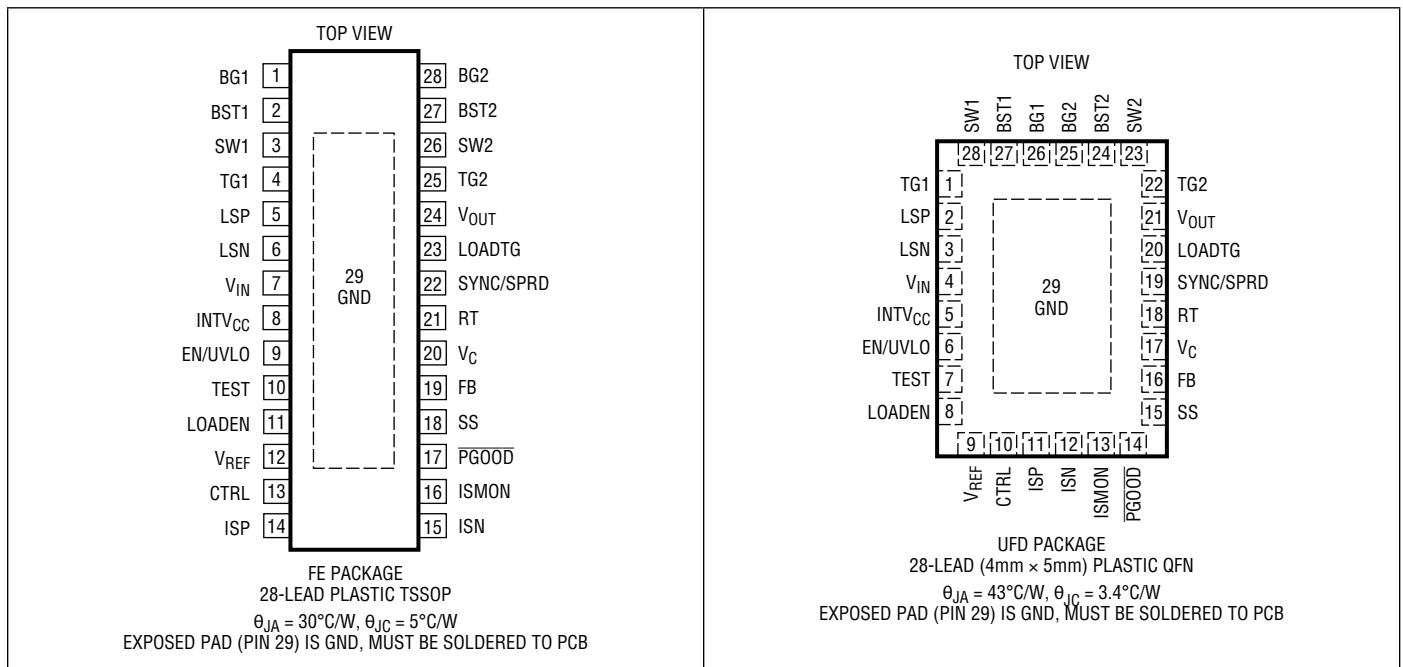 TOP VIEW
BG1 1
BST1 2
SW1 3
TG1 4
LSP 5
LSN 6
VIN 7
INTVCC 8
EN/UVLO 9
TEST 10
LOADEN 11
VREF 12
CTRL 13
ISP 14
28 BG2
27 BST2
26 SW2
25 TG2
24 VOUT
23 LOADTG
22 SYNC/SPRD
21 RT
20 VC
19 FB
18 SS
17 PGOOD
16 ISMON
15 ISN
29
GND
FE PACKAGE
28-LEAD PLASTIC TSSOP
θJA = 30°C/W, θJC = 5°C/W
EXPOSED PAD (PIN 29) IS GND, MUST BE SOLDERED TO PCB
TOP VIEW
SW1 BST1 BG1 BG2 BST2 SW2
28 27 26 25 24 23
TG1 1
LSP 2
LSN 3
VIN 4
INTVCC 5
EN/UVLO 6
TEST 7
LOADEN 8
22 TG2
21 VOUT
20 LOADTG
19 SYNC/SPRD
18 RT
17 VC
16 FB
15 SS
29
GND
9 10 11 12 13 14
VREF CTRL ISP ISN ISMON PGOOD
UFD PACKAGE
28-LEAD (4mm × 5mm) PLASTIC QFN
θJA = 43°C/W, θJC = 3.4°C/W
EXPOSED PAD (PIN 29) IS GND, MUST BE SOLDERED TO PCB